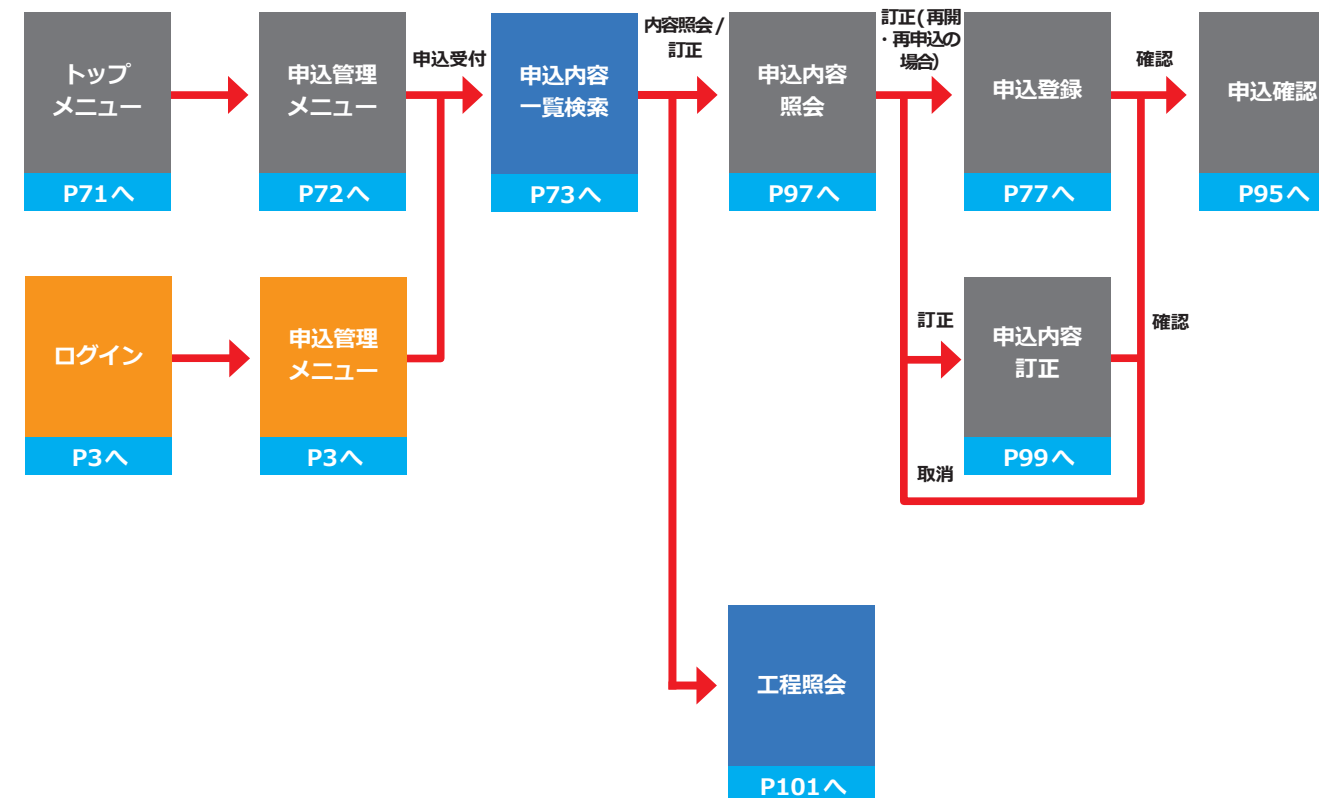 トップ
メニュー
P71へ
申込管理
メニュー
P72へ
申込受付
申込内容
一覧検索
P73へ
内容照会 /
訂正
申込内容
照会
P97へ
訂正(再開
・再申込の
場合)
申込登録
P77へ
確認
申込確認
P95へ
ログイン
P3へ
申込管理
メニュー
P3へ
訂正
申込内容
訂正
P99へ
確認
取消
工程照会
P101へ